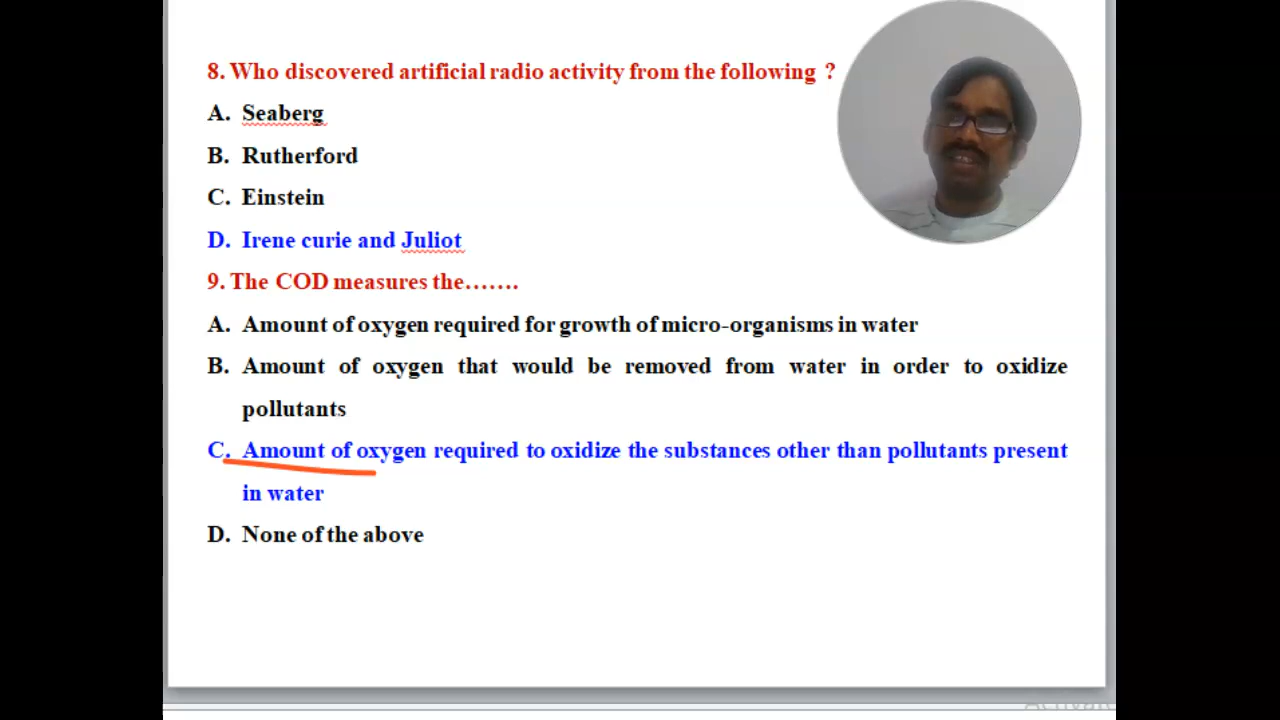 8. Who discovered artificial radio activity from the following ?
A. Seaberg
B. Rutherford
C. Einstein
D. Irene curie and Juliot
9. The COD measures the…….
A. Amount of oxygen required for growth of micro-organisms in water
B. Amount of oxygen that would be removed from water in order to oxidize
pollutants
C. Amount of oxygen required to oxidize the substances other than pollutants present
in water
D. None of the above